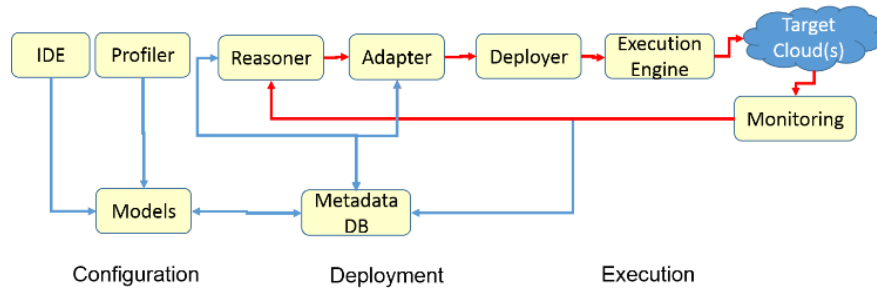 Target
Cloud(s)
IDE
Profiler
Reasoner
Adapter
Deployer
Execution
Engine
Monitoring
Models
Metadata
DB
Configuration
Deployment
Execution